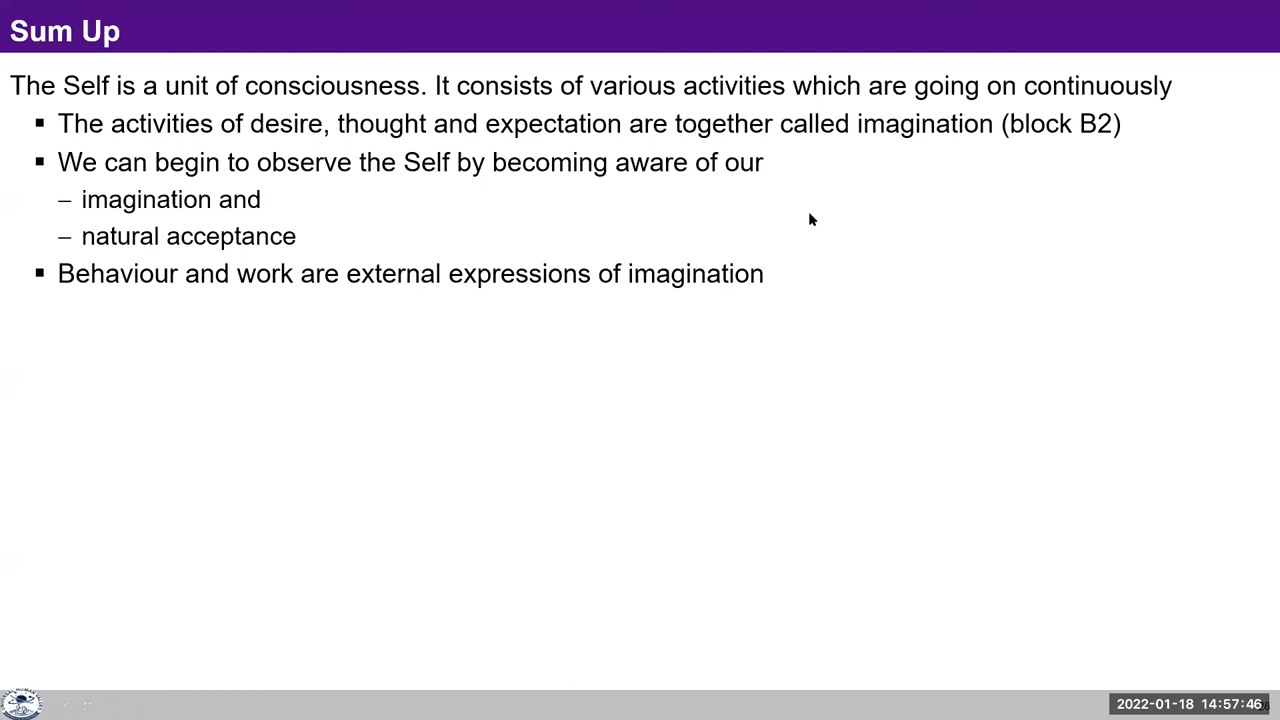 Sum Up
The Self is a unit of consciousness. It consists of various activities which are going on continuously
▪ The activities of desire, thought and expectation are together called imagination (block B2)
▪ We can begin to observe the Self by becoming aware of our
– imagination and
– natural acceptance
▪ Behaviour and work are external expressions of imagination
2022-01-18 14:57:46